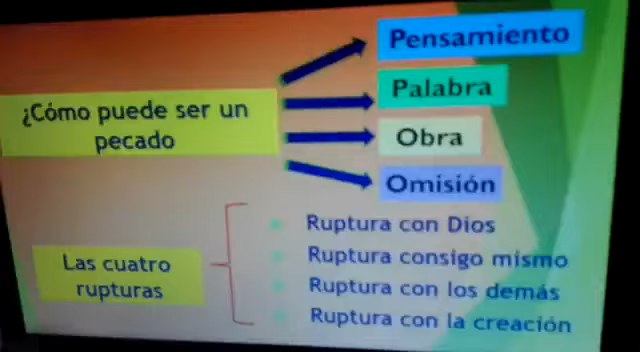 ¿Cómo puede ser un
pecado
Pensamiento
Palabra
Obra
Omisión
Las cuatro
rupturas
Ruptura con Dios
Ruptura consigo mismo
Ruptura con los demás
Ruptura con la creación